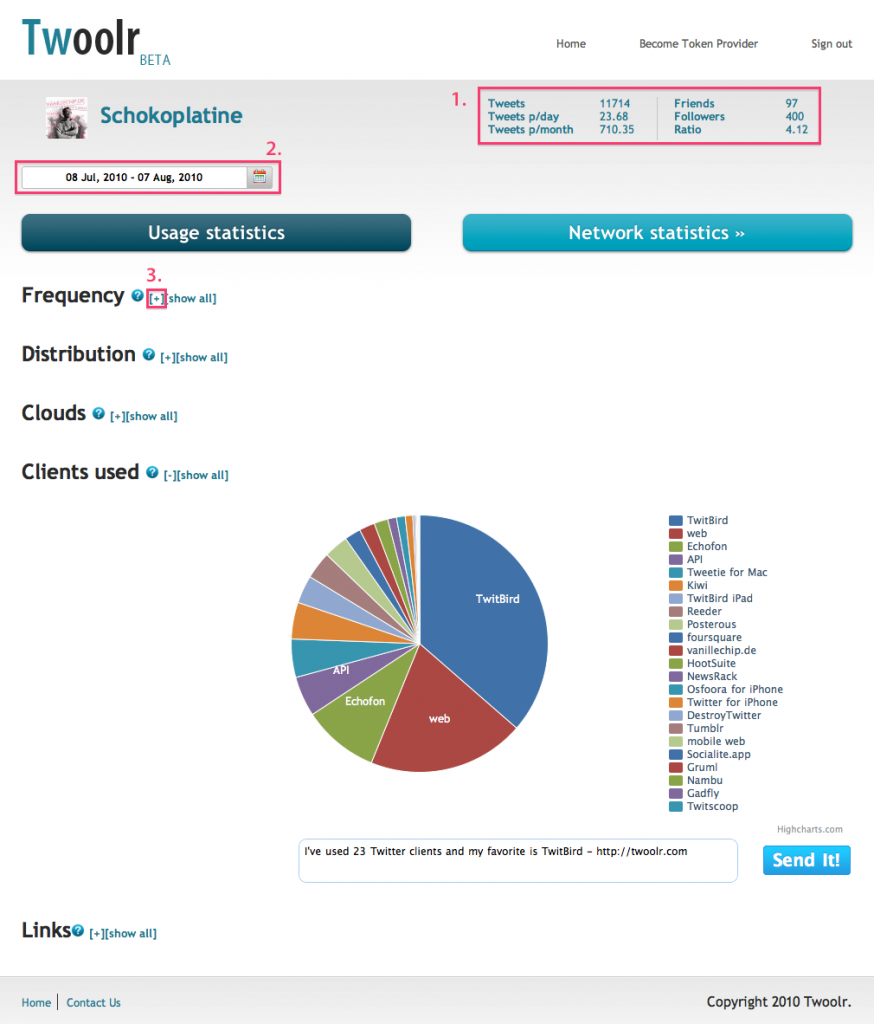 Twoolr
BETA
Home Become Token Provider Sign out
Schokoplatine
1.
Tweets 11714 Friends 97
Tweets p/day 23.68 Followers 400
Tweets p/month 710.35 Ratio 4.12
2.
08 Jul, 2010 - 07 Aug, 2010
Usage statistics Network statistics »
3.
Frequency ? [+][show all]
Distribution ? [+][show all]
Clouds ? [+][show all]
Clients used ? [-][show all]
TwitBird
web
Echofon
API
TwitBird
web
Echofon
API
Tweetie for Mac
Kiwi
TwitBird iPad
Reeder
Posterous
foursquare
vanillechip.de
HootSuite
NewsRack
Osfoora for iPhone
Twitter for iPhone
DestroyTwitter
Tumblr
mobile web
Socialite.app
Gruml
Nambu
Gadfly
Twitscoop
Highcharts.com
I've used 23 Twitter clients and my favorite is TwitBird - http://twoolr.com
Send It!
Links ? [+][show all]
Home | Contact Us Copyright 2010 Twoolr.